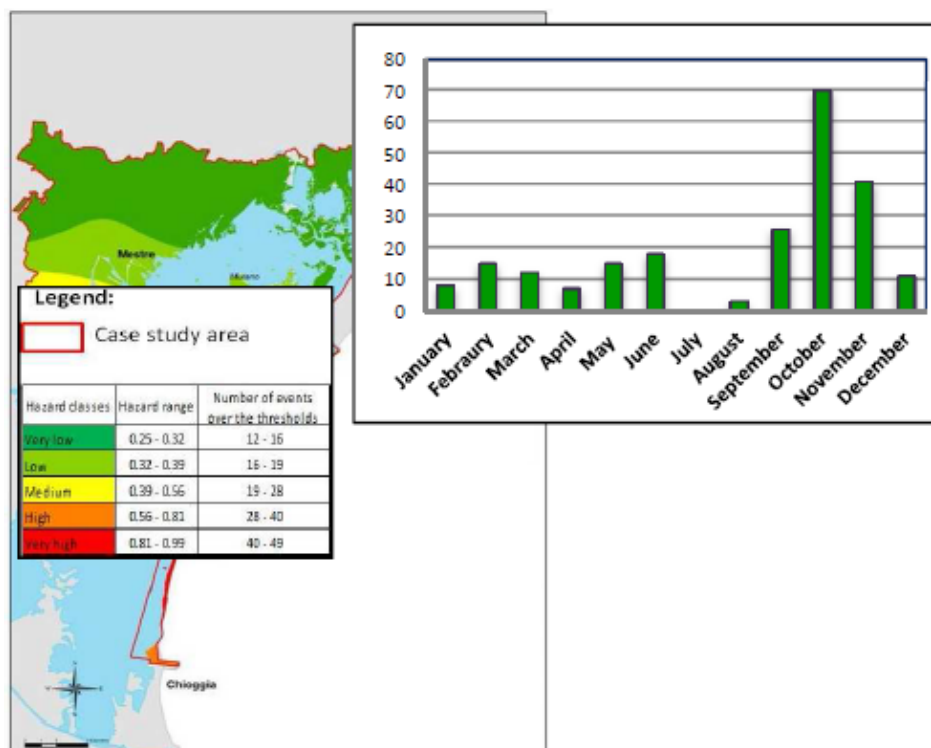 80
70
60
50
40
30
20
10
0
January
Febraury
March
April
May
June
July
August
September
October
November
December
Mestre
Murano
Legend:
Case study area
Hazard classes Hazard range Number of events over the thresholds
Very low 0.25 - 0.32 12 - 16
Low 0.32 - 0.39 16 - 19
Medium 0.39 - 0.56 19 - 28
High 0.56 - 0.81 28 - 40
Very high 0.81 - 0.99 40 - 49
Chioggia